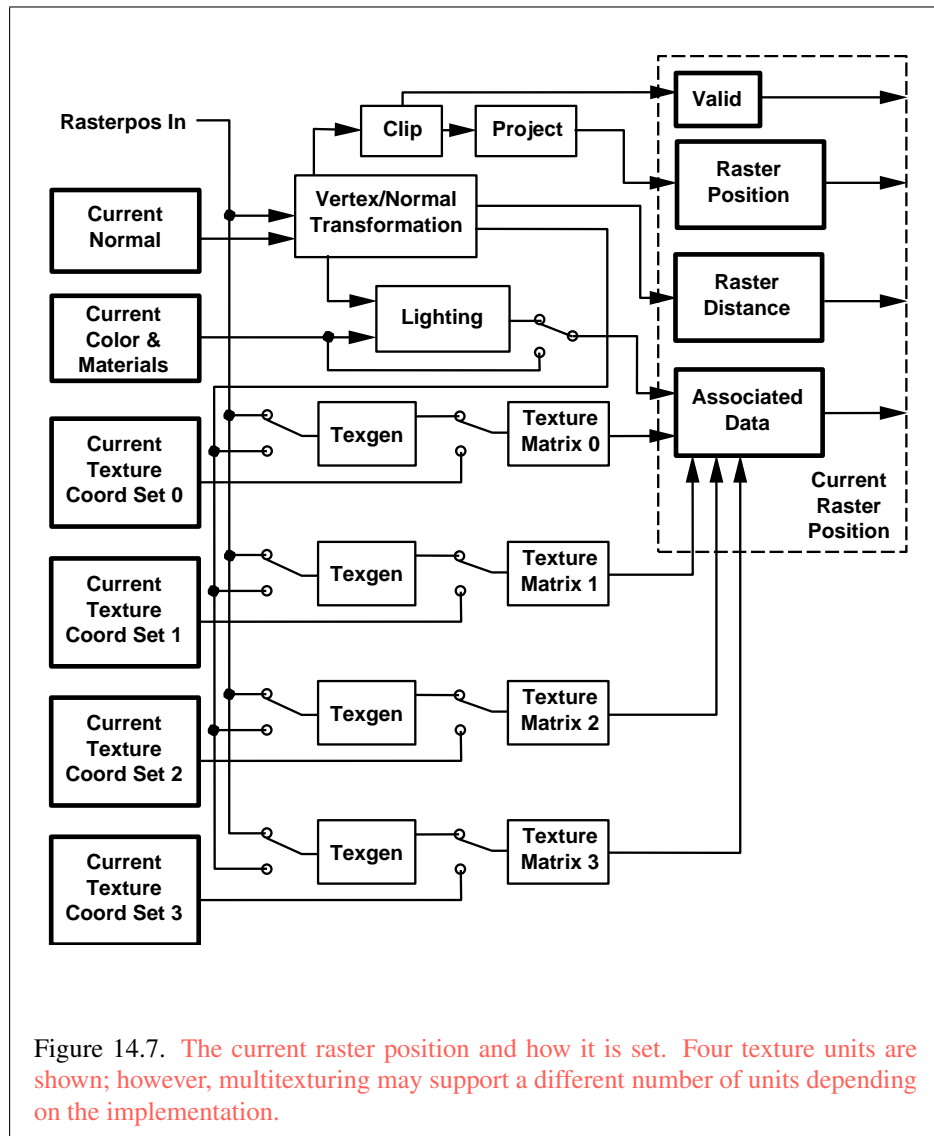 Rasterpos In
Clip
Project
Valid
Raster
Position
Current
Normal
Vertex/Normal
Transformation
Raster
Distance
Current
Color &
Materials
Lighting
Associated
Data
Current
Raster
Position
Current
Texture
Coord Set 0
Texgen
Texture
Matrix 0
Current
Texture
Coord Set 1
Texgen
Texture
Matrix 1
Current
Texture
Coord Set 2
Texgen
Texture
Matrix 2
Current
Texture
Coord Set 3
Texgen
Texture
Matrix 3
Figure 14.7. The current raster position and how it is set. Four texture units are
shown; however, multitexturing may support a different number of units depending
on the implementation.